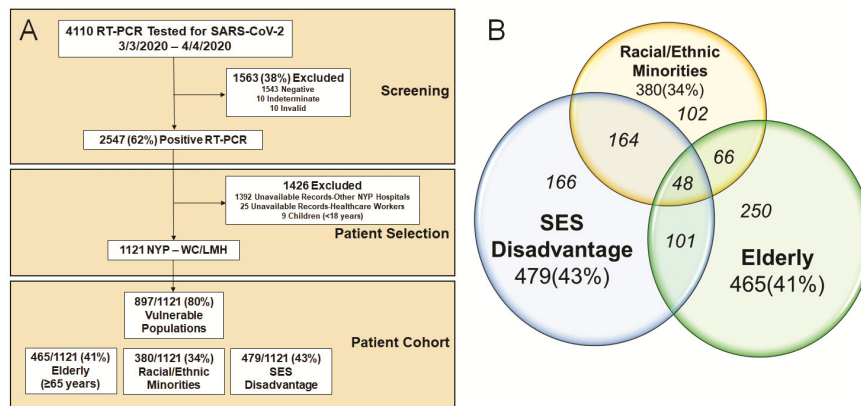 A
4110 RT-PCR Tested for SARS-CoV-2
3/3/2020 – 4/4/2020
1563 (38%) Excluded
1543 Negative
10 Indeterminate
10 Invalid
Screening
2547 (62%) Positive RT-PCR
1426 Excluded
1392 Unavailable Records-Other NYP Hospitals
25 Unavailable Records-Healthcare Workers
9 Children (<18 years)
Patient Selection
1121 NYP – WC/LMH
897/1121 (80%)
Vulnerable
Populations
Patient Cohort
465/1121 (41%)
Elderly
(≥65 years)
380/1121 (34%)
Racial/Ethnic
Minorities
479/1121 (43%)
SES
Disadvantage
B
Racial/Ethnic
Minorities
380(34%)
102
164
66
48
166
SES
Disadvantage
479(43%)
101
250
Elderly
465(41%)